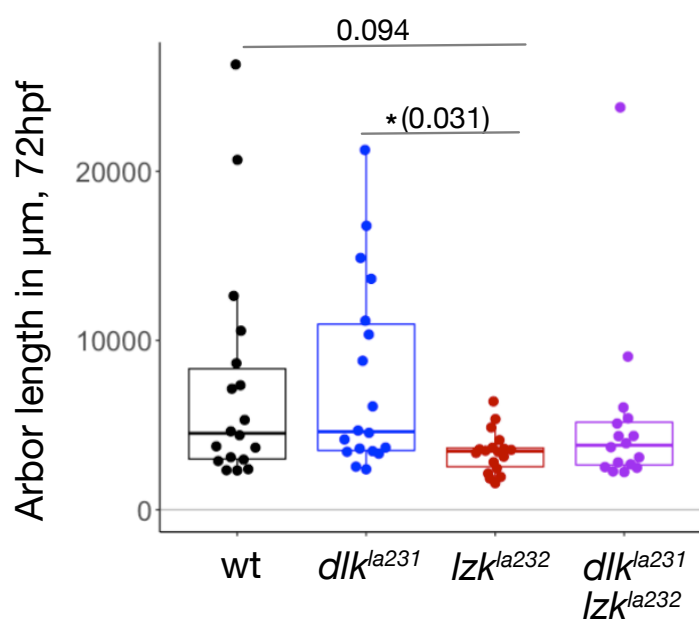 0.094
*(0.031)
Arbor length in μm, 72hpf
20000
10000
0
wt
dlk^la231
lzk^la232
dlk^la231
lzk^la232